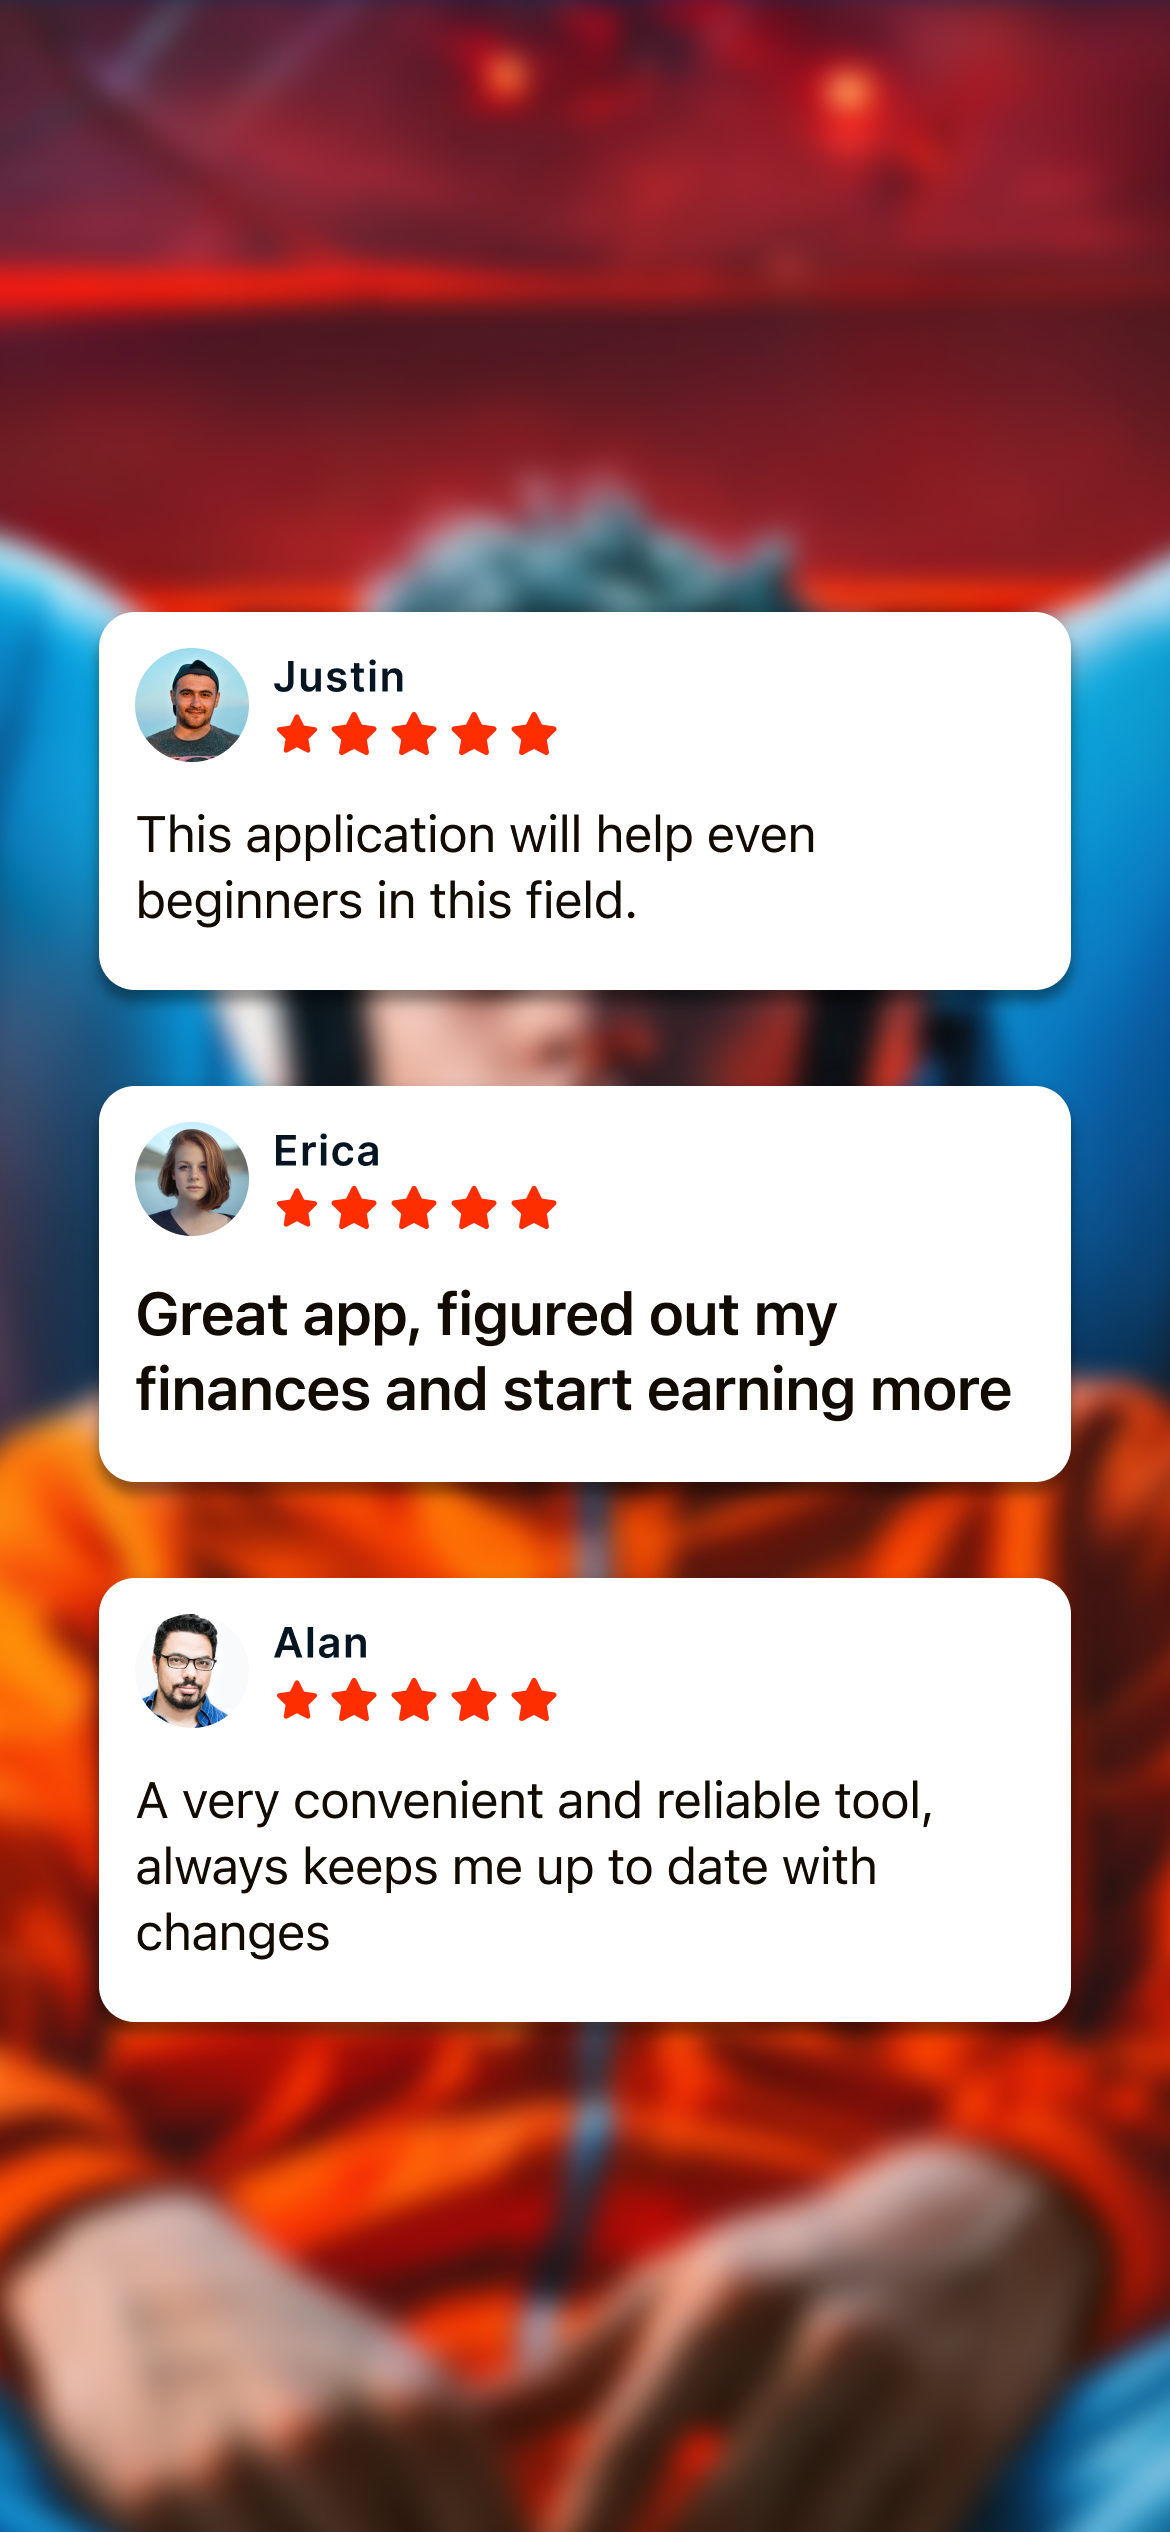 Justin
This application will help even
beginners in this field.
Erica
Great app, figured out my
finances and start earning more
Alan
A very convenient and reliable tool,
always keeps me up to date with
changes